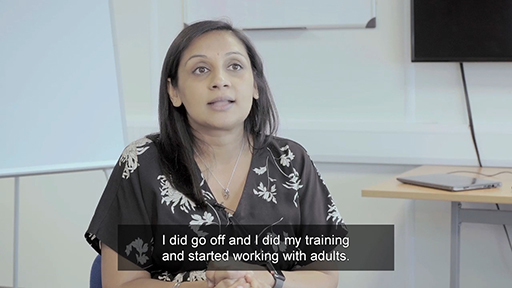 I did go off and I did my training
and started working with adults.